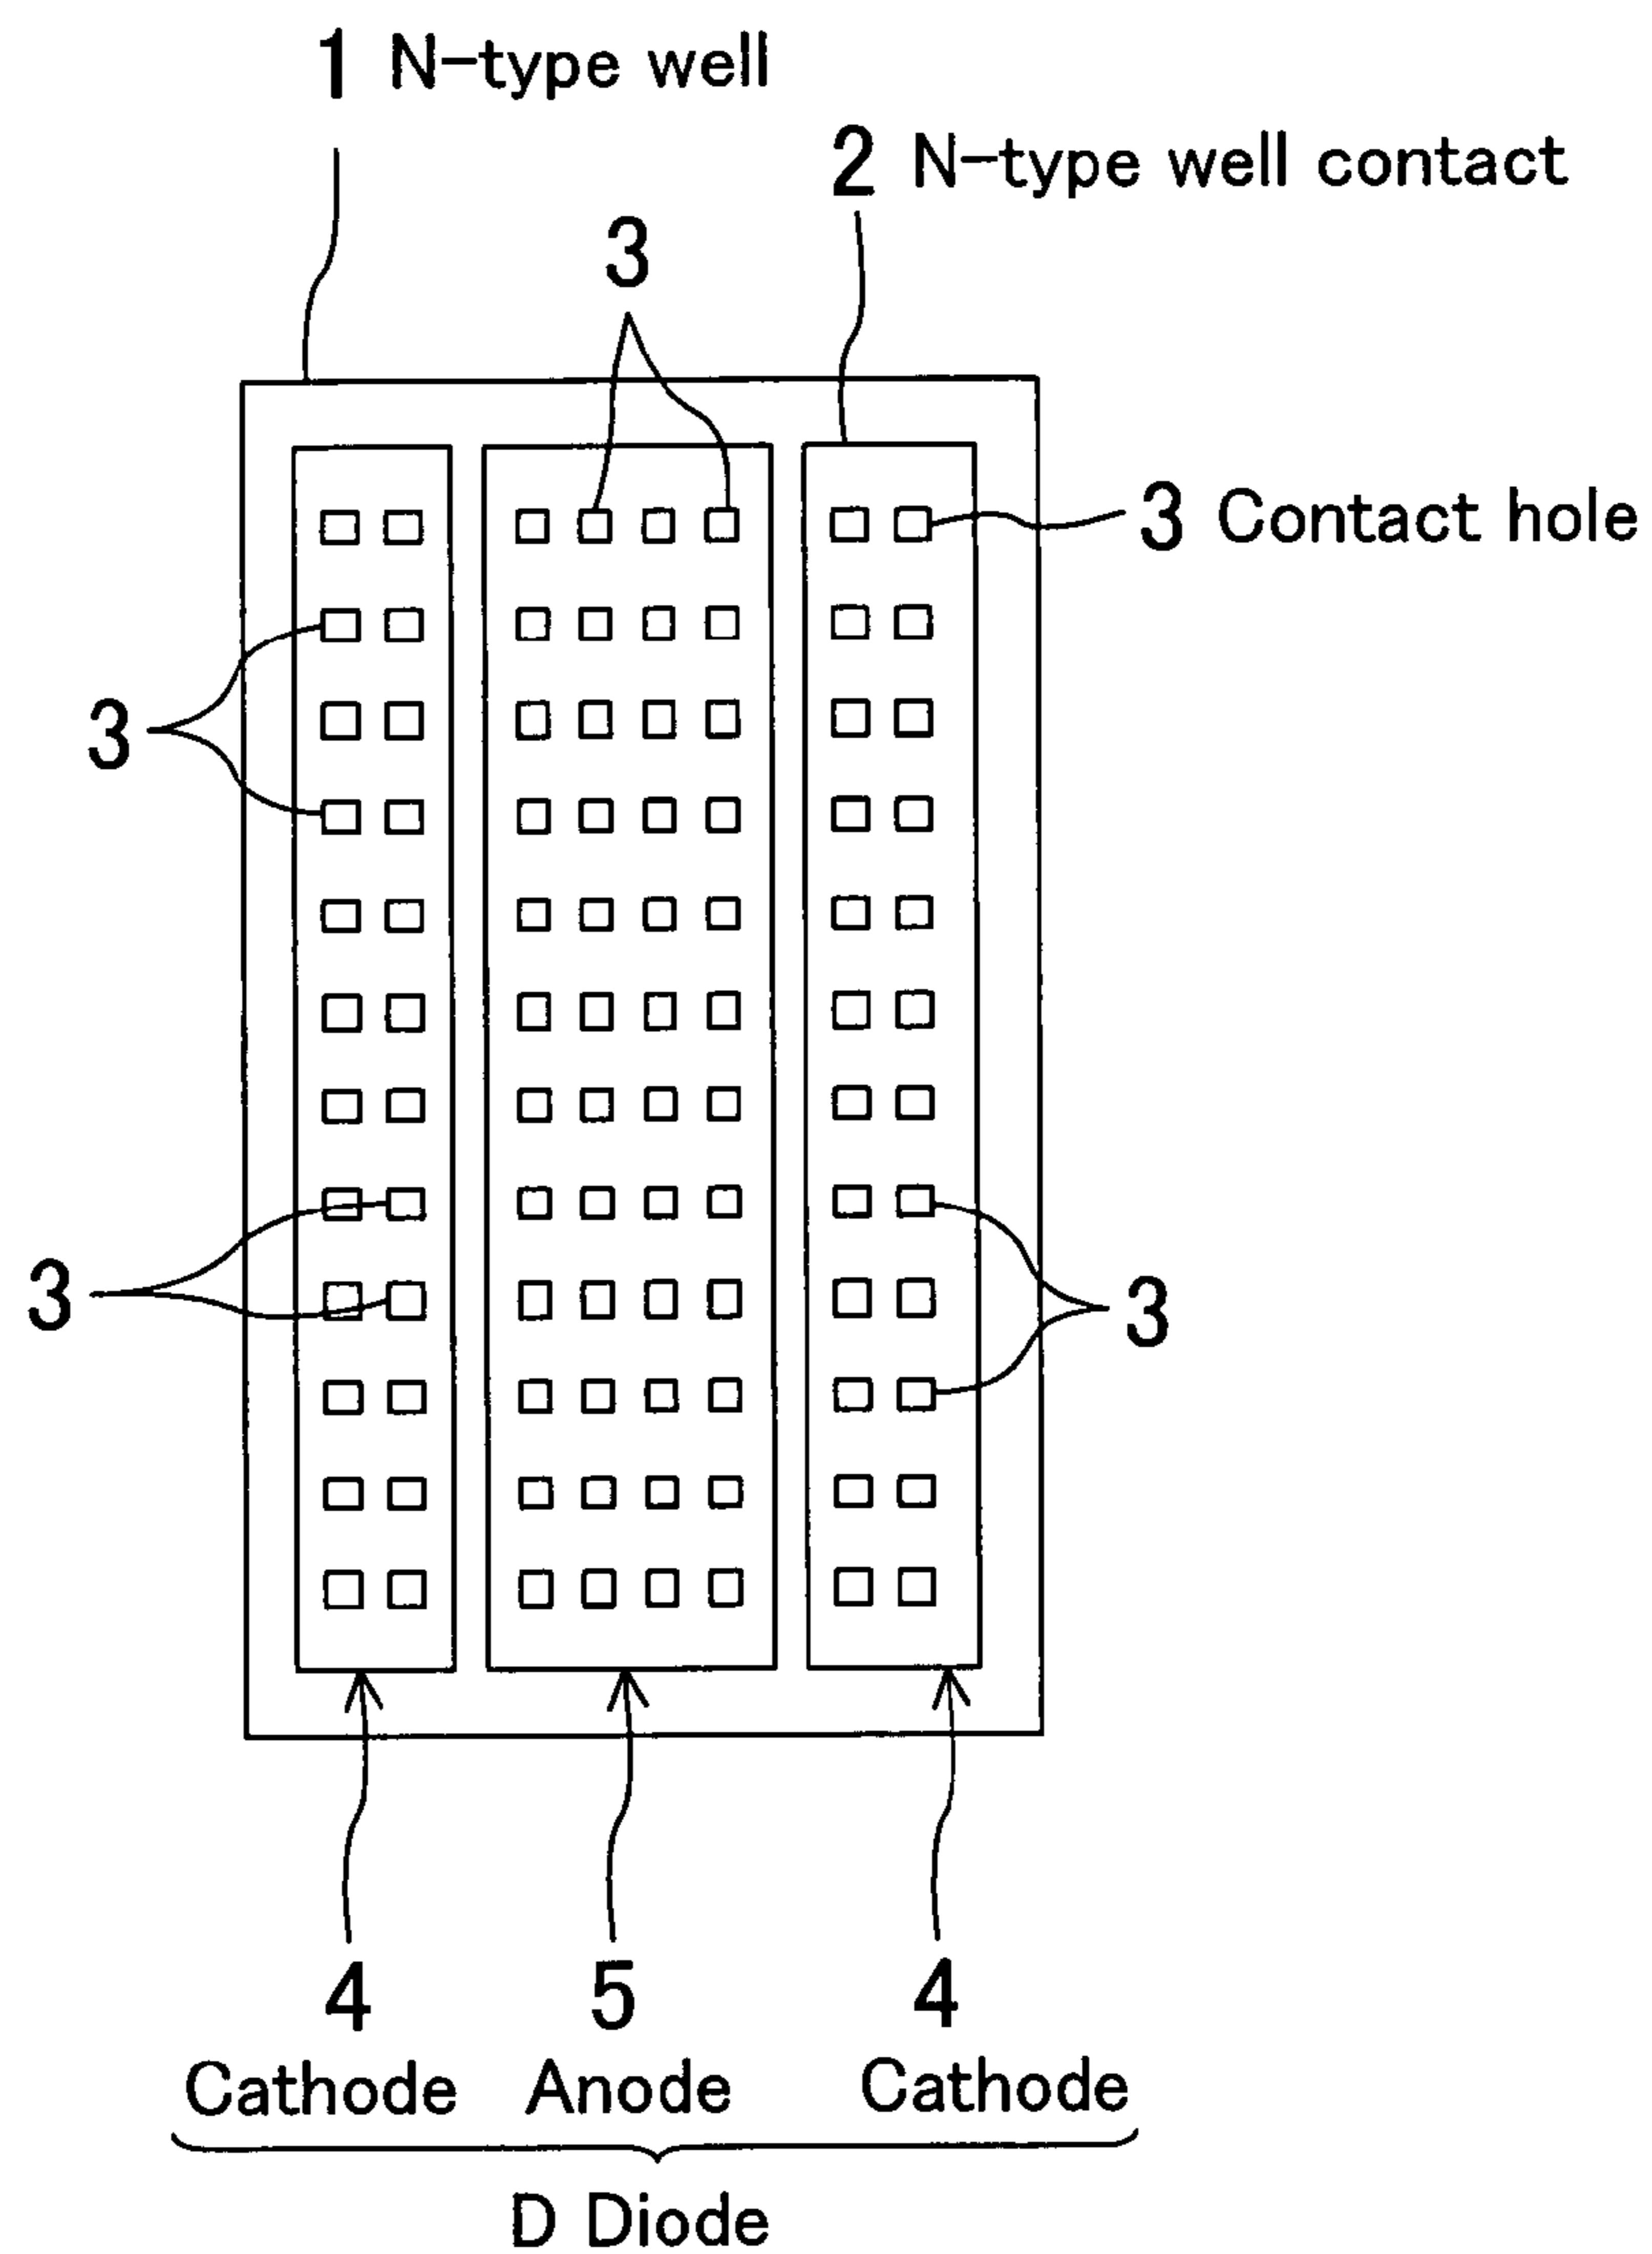 1 N-type well
2 N-type well contact
3
3 Contact hole
3
3
3
4 5 4
Cathode Anode Cathode
D Diode